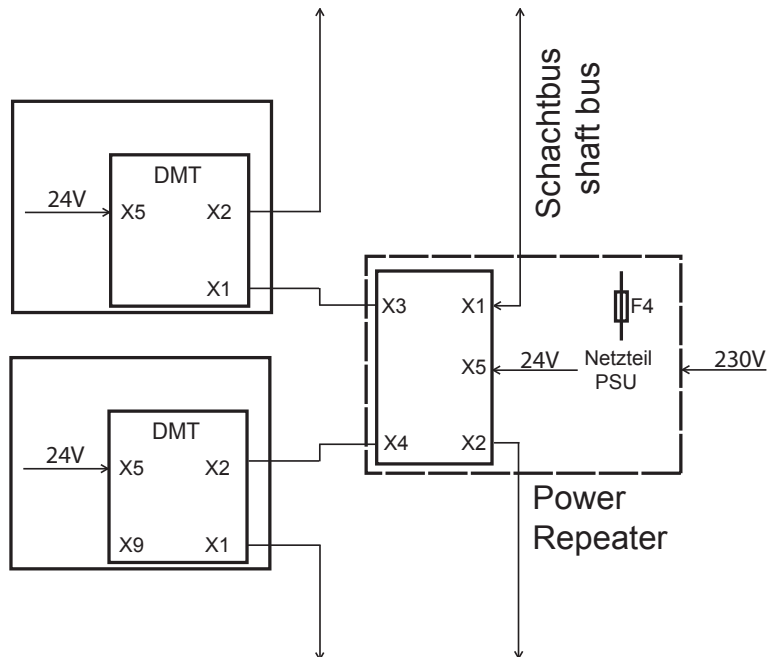 Schachtbus
shaft bus
DMT
24V
X5
X2
X1
X3
X1
F4
X5
24V
Netzteil
PSU
230V
X4
X2
DMT
24V
X5
X2
X9
X1
Power
Repeater